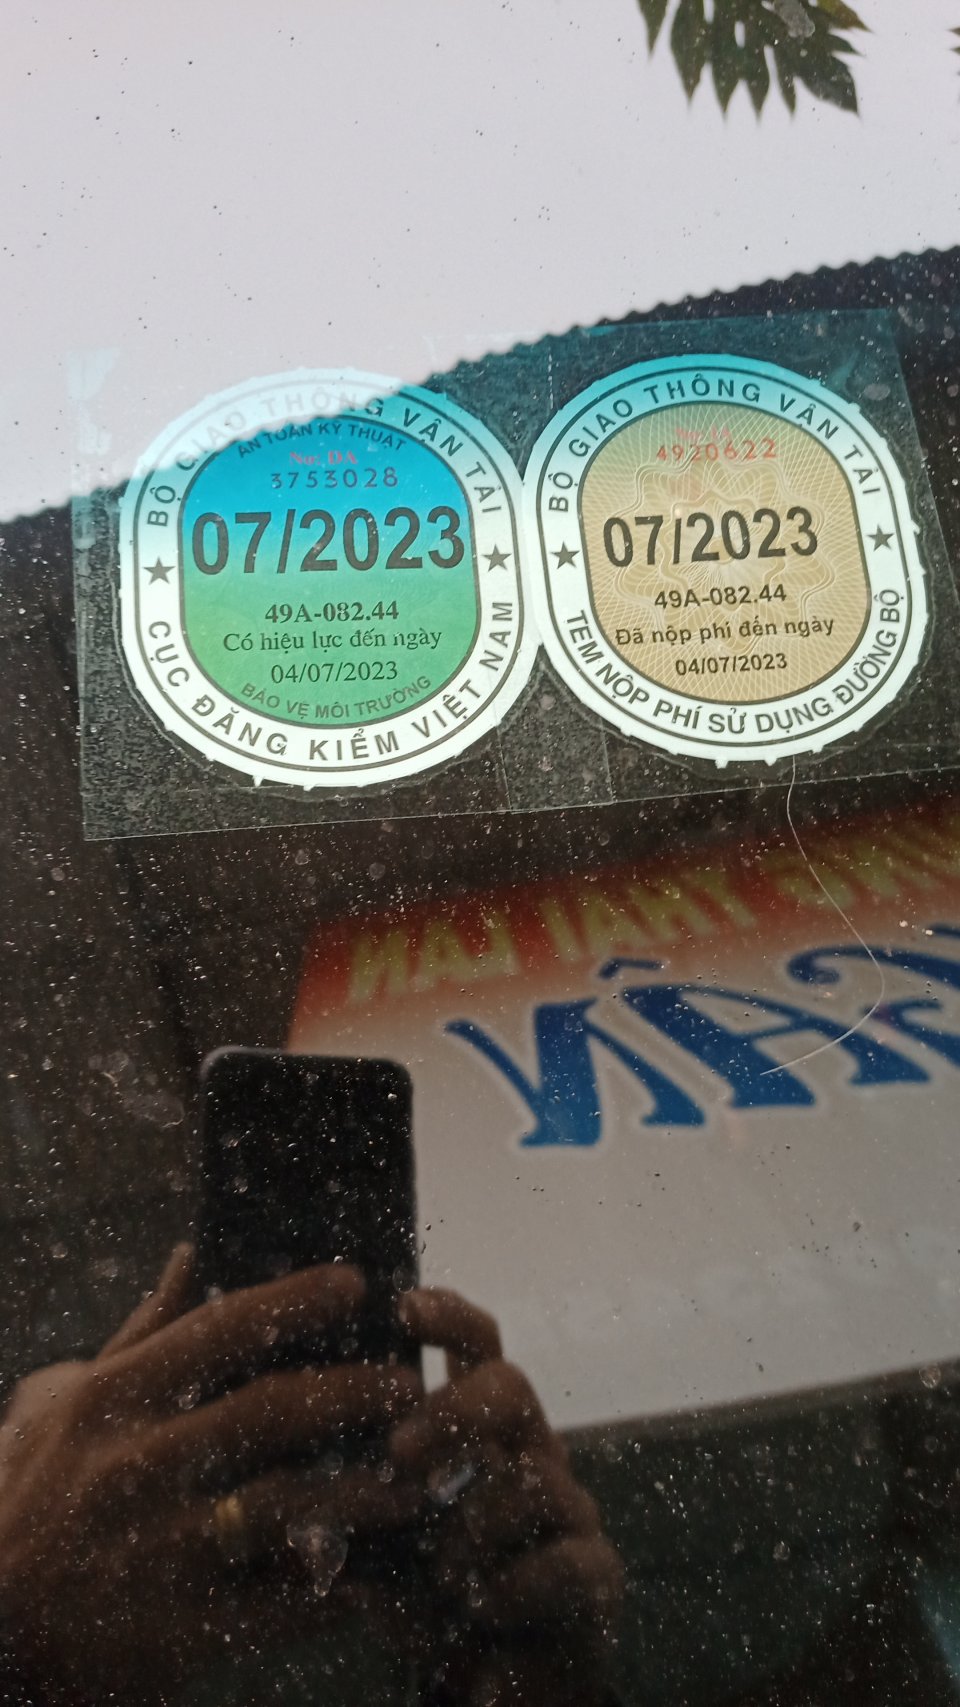 BỘ GIAO THÔNG VẬN TẢI
AN TOÀN KỸ THUẬT
3753028
07/2023
49A-082.44
Có hiệu lực đến ngày
04/07/2023
BẢO VỆ MÔI TRƯỜNG
CỤC ĐĂNG KIỂM VIỆT NAM
BỘ GIAO THÔNG VẬN TẢI
4920622
07/2023
49A-082.44
Đã nộp phí đến ngày
04/07/2023
TEM NỘP PHÍ SỬ DỤNG ĐƯỜNG BỘ